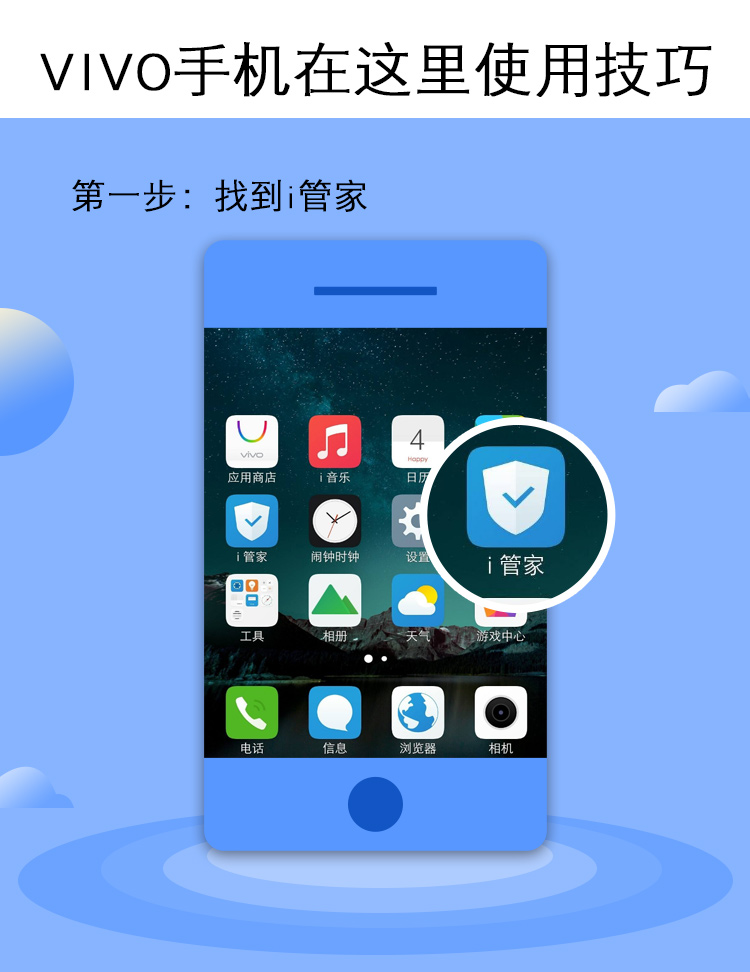 VIVO手机在这里使用技巧
第一步：找到i管家
vivo
4
Happy
应用商店
i 音乐
日历
i 管家
闹钟时钟
设置
i 管家
工具
相册
天气
游戏中心
电话
信息
浏览器
相机